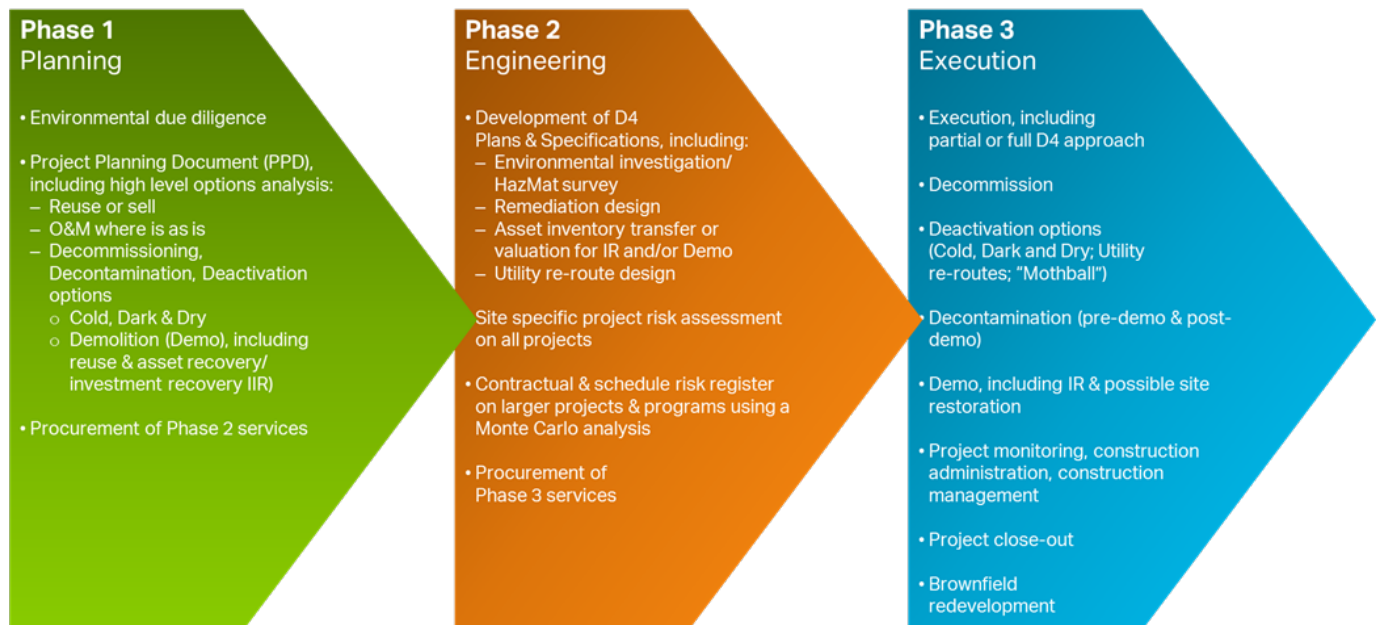 Phase 1
Planning
• Environmental due diligence
• Project Planning Document (PPD),
including high level options analysis:
– Reuse or sell
– O&M where is as is
– Decommissioning,
Decontamination, Deactivation
options
o Cold, Dark & Dry
o Demolition (Demo), including
reuse & asset recovery/
investment recovery IIR)
• Procurement of Phase 2 services
Phase 2
Engineering
• Development of D4
Plans & Specifications, including:
– Environmental investigation/
HazMat survey
– Remediation design
– Asset inventory transfer or
valuation for IR and/or Demo
– Utility re-route design
Site specific project risk assessment
on all projects
• Contractual & schedule risk register
on larger projects & programs using a
Monte Carlo analysis
• Procurement of
Phase 3 services
Phase 3
Execution
• Execution, including
partial or full D4 approach
• Decommission
• Deactivation options
(Cold, Dark and Dry; Utility
re-routes; “Mothball”)
• Decontamination (pre-demo & post-
demo)
• Demo, including IR & possible site
restoration
• Project monitoring, construction
administration, construction
management
• Project close-out
• Brownfield
redevelopment